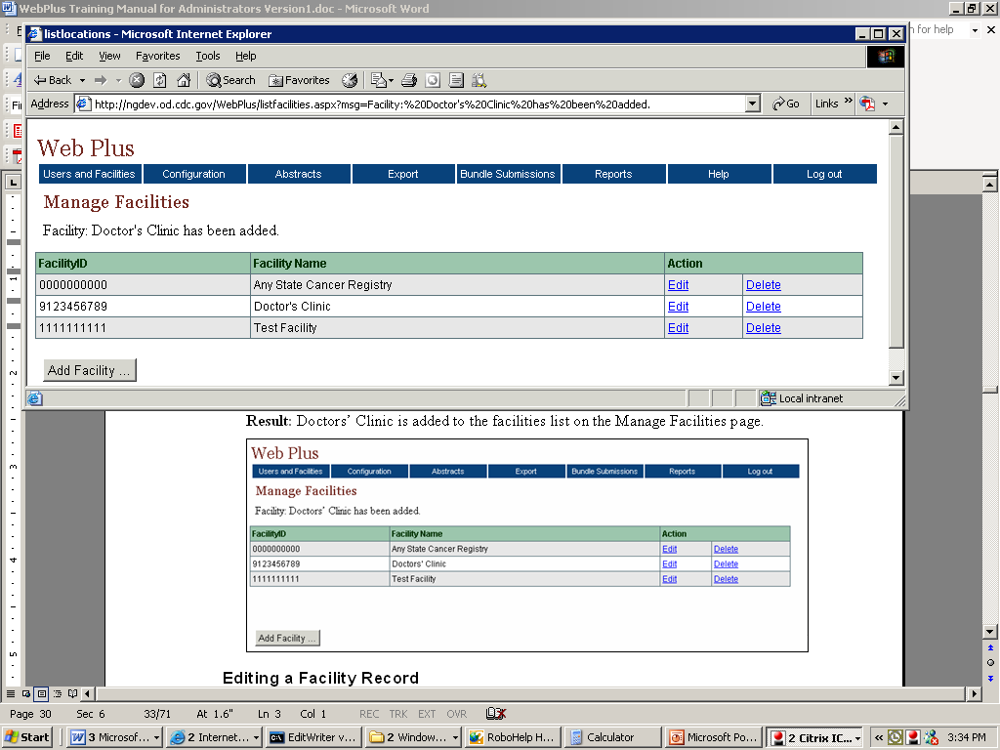 WebPlus Training Manual for Administrators Version1.doc - Microsoft Word
listlocations - Microsoft Internet Explorer
File Edit View Favorites Tools Help
for help
Back Search Favorites
Address http://ngdev.od.cdc.gov/WebPlus/listfacilities.aspx?msg=Facility:%20Doctor's%20Clinic%20has%20been%20added. Go Links »
Web Plus
Users and Facilities Configuration Abstracts Export Bundle Submissions Reports Help Log out
Manage Facilities
Facility: Doctor's Clinic has been added.
FacilityID Facility Name Action
0000000000 Any State Cancer Registry Edit Delete
9123456789 Doctor's Clinic Edit Delete
1111111111 Test Facility Edit Delete
Add Facility ...
Local intranet
Result: Doctors’ Clinic is added to the facilities list on the Manage Facilities page.
Web Plus
Users and Facilities Configuration Abstracts Export Bundle Submissions Reports Log out
Manage Facilities
Facility: Doctors’ Clinic has been added.
FacilityID Facility Name Action
0000000000 Any State Cancer Registry Edit Delete
9123456789 Doctors' Clinic Edit Delete
1111111111 Test Facility Edit Delete
Add Facility ...
Editing a Facility Record
1
2
3
4
5
Page 30 Sec 6 33/71 At 1.6" Ln 3 Col 1 REC TRK EXT OVR
Start 3 Microsof... 2 Internet... EditWriter v... 2 Window... RoboHelp H... Calculator Microsoft Po... 2 Citrix IC... « 3:34 PM